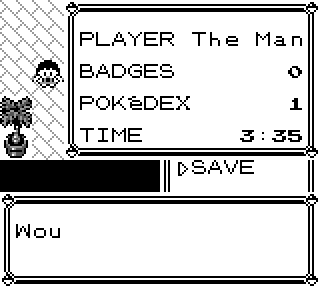 PLAYER The Man
BADGES 0
POKéDEX 1
TIME 3:35
▷SAVE
Wou